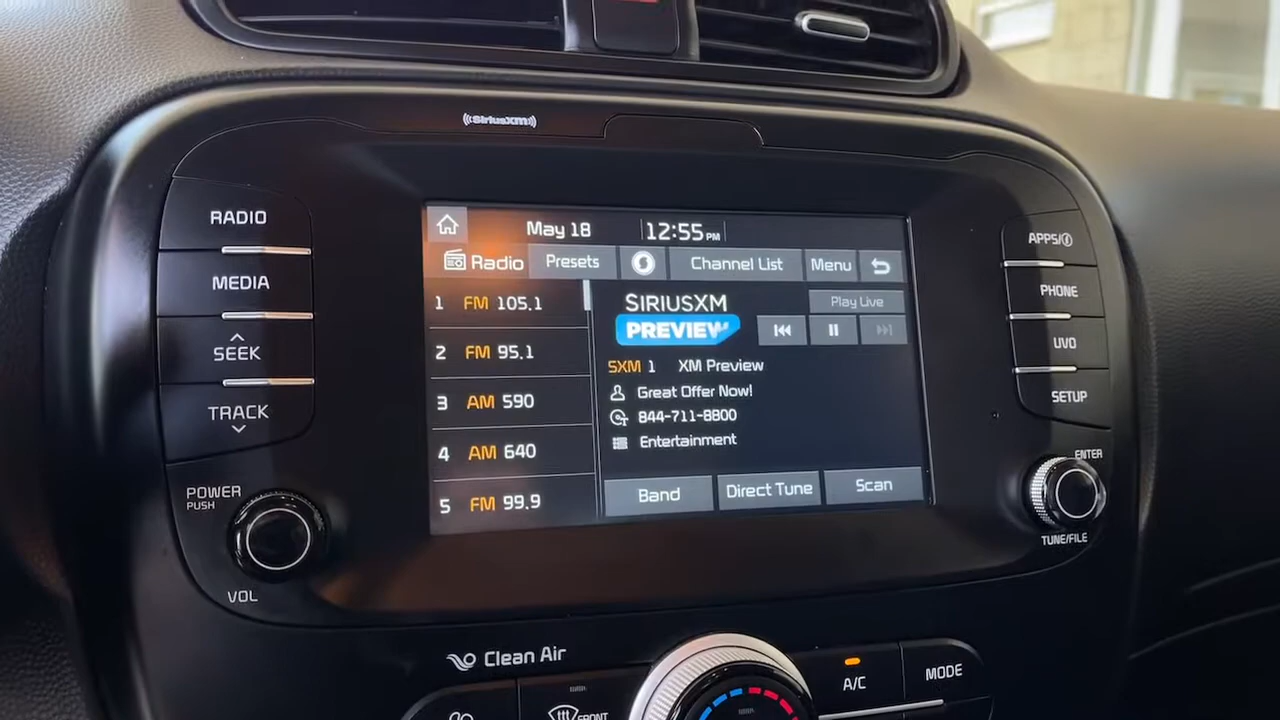 ((SiriusXM))
RADIO
MEDIA
SEEK
TRACK
POWER
PUSH
VOL
May 18 12:55 PM
Radio Presets Channel List Menu
1 FM 105.1
2 FM 95.1
3 AM 590
4 AM 640
5 FM 99.9
SIRIUSXM
PREVIEW
Play Live
SXM 1 XM Preview
Great Offer Now!
844-711-8800
Entertainment
Band Direct Tune Scan
APPS/i
PHONE
UVO
SETUP
ENTER
TUNE/FILE
Clean Air
FRONT
A/C
MODE